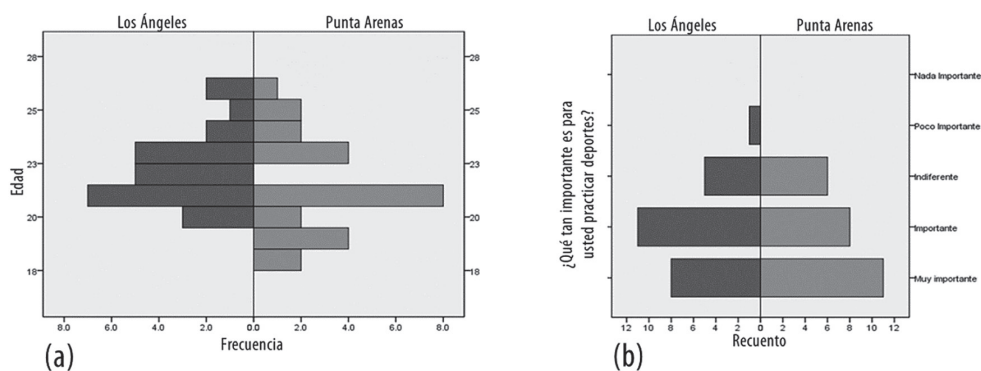 Los Ángeles Punta Arenas
28 28
25 25
Edad
23 23
20 20
18 18
8.0 6.0 4.0 2.0 0.0 2.0 4.0 6.0 8.0
Frecuencia
(a)
Los Ángeles Punta Arenas
¿Qué tan importante es para
usted practicar deportes?
Nada Importante
Poco Importante
Indiferente
Importante
Muy importante
12 10 8 6 4 2 0 2 4 6 8 10 12
Recuento
(b)